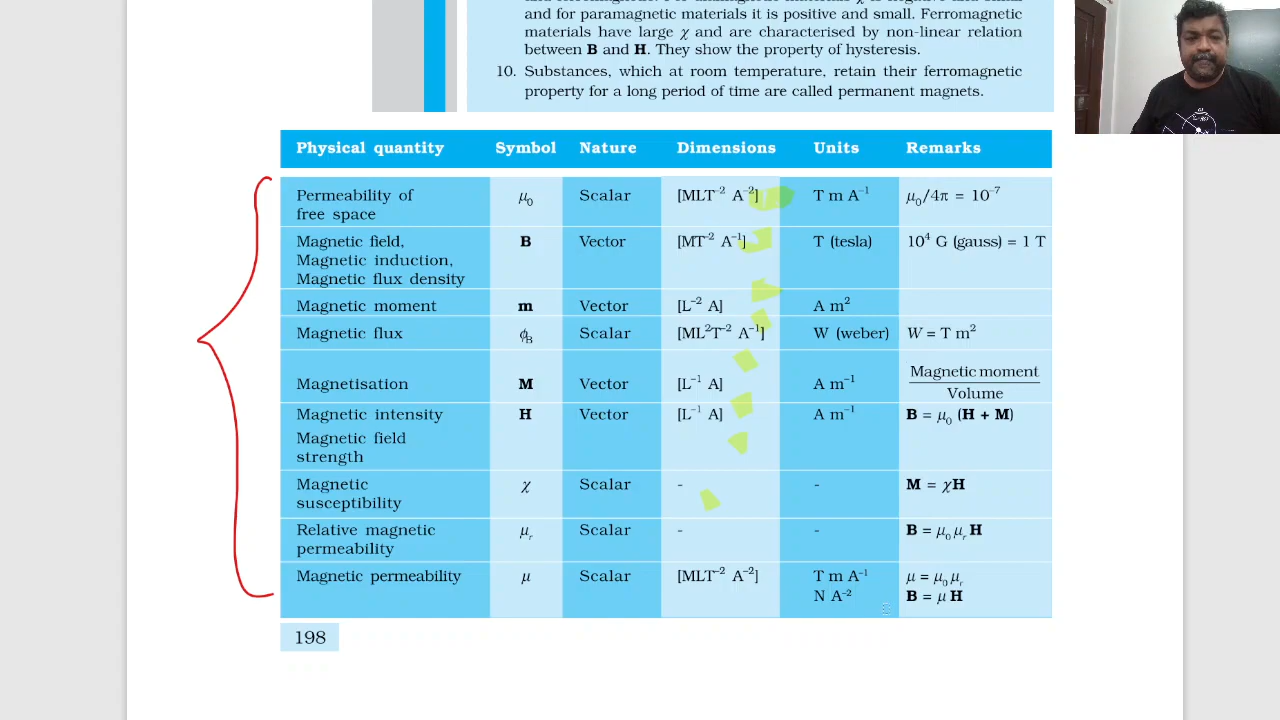 and for paramagnetic materials it is positive and small. Ferromagnetic
materials have large χ and are characterised by non-linear relation
between B and H. They show the property of hysteresis.
10. Substances, which at room temperature, retain their ferromagnetic
property for a long period of time are called permanent magnets.
Physical quantity Symbol Nature Dimensions Units Remarks
Permeability of free space μ₀ Scalar [MLT⁻² A⁻²] T m A⁻¹ μ₀/4π = 10⁻⁷
Magnetic field, Magnetic induction, Magnetic flux density B Vector [MT⁻² A⁻¹] T (tesla) 10⁴ G (gauss) = 1 T
Magnetic moment m Vector [L⁻² A] A m²
Magnetic flux ϕB Scalar [ML²T⁻² A⁻¹] W (weber) W = T m²
Magnetisation M Vector [L⁻¹ A] A m⁻¹ Magnetic moment / Volume
Magnetic intensity H Vector [L⁻¹ A] A m⁻¹ B = μ₀ (H + M)
Magnetic field
strength
Magnetic susceptibility χ Scalar - - M = χH
Relative magnetic permeability μᵣ Scalar - - B = μ₀ μᵣ H
Magnetic permeability μ Scalar [MLT⁻² A⁻²] T m A⁻¹ μ = μ₀ μᵣ
N A⁻² B = μ H
198